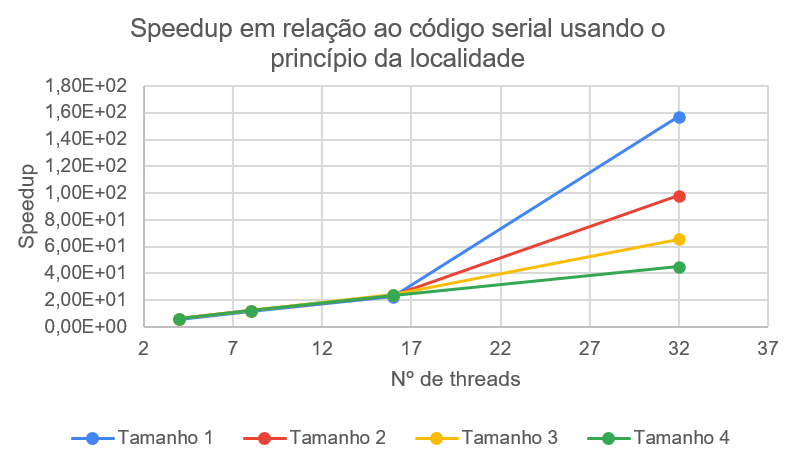 Speedup em relação ao código serial usando o
princípio da localidade
1,80E+02
1,60E+02
1,40E+02
1,20E+02
1,00E+02
8,00E+01
6,00E+01
4,00E+01
2,00E+01
0,00E+00
Speedup
2 7 12 17 22 27 32 37
Nº de threads
Tamanho 1 Tamanho 2 Tamanho 3 Tamanho 4